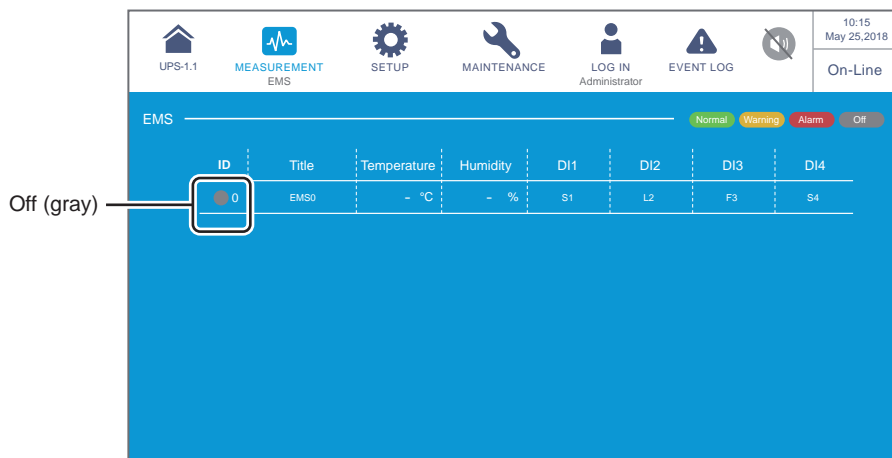 10:15
May 25,2018
UPS-1.1
MEASUREMENT
EMS
SETUP
MAINTENANCE
LOG IN
Administrator
EVENT LOG
On-Line
EMS
Normal Warning Alarm Off
ID Title Temperature Humidity DI1 DI2 DI3 DI4
0 EMS0 - °C - % S1 L2 F3 S4
Off (gray)